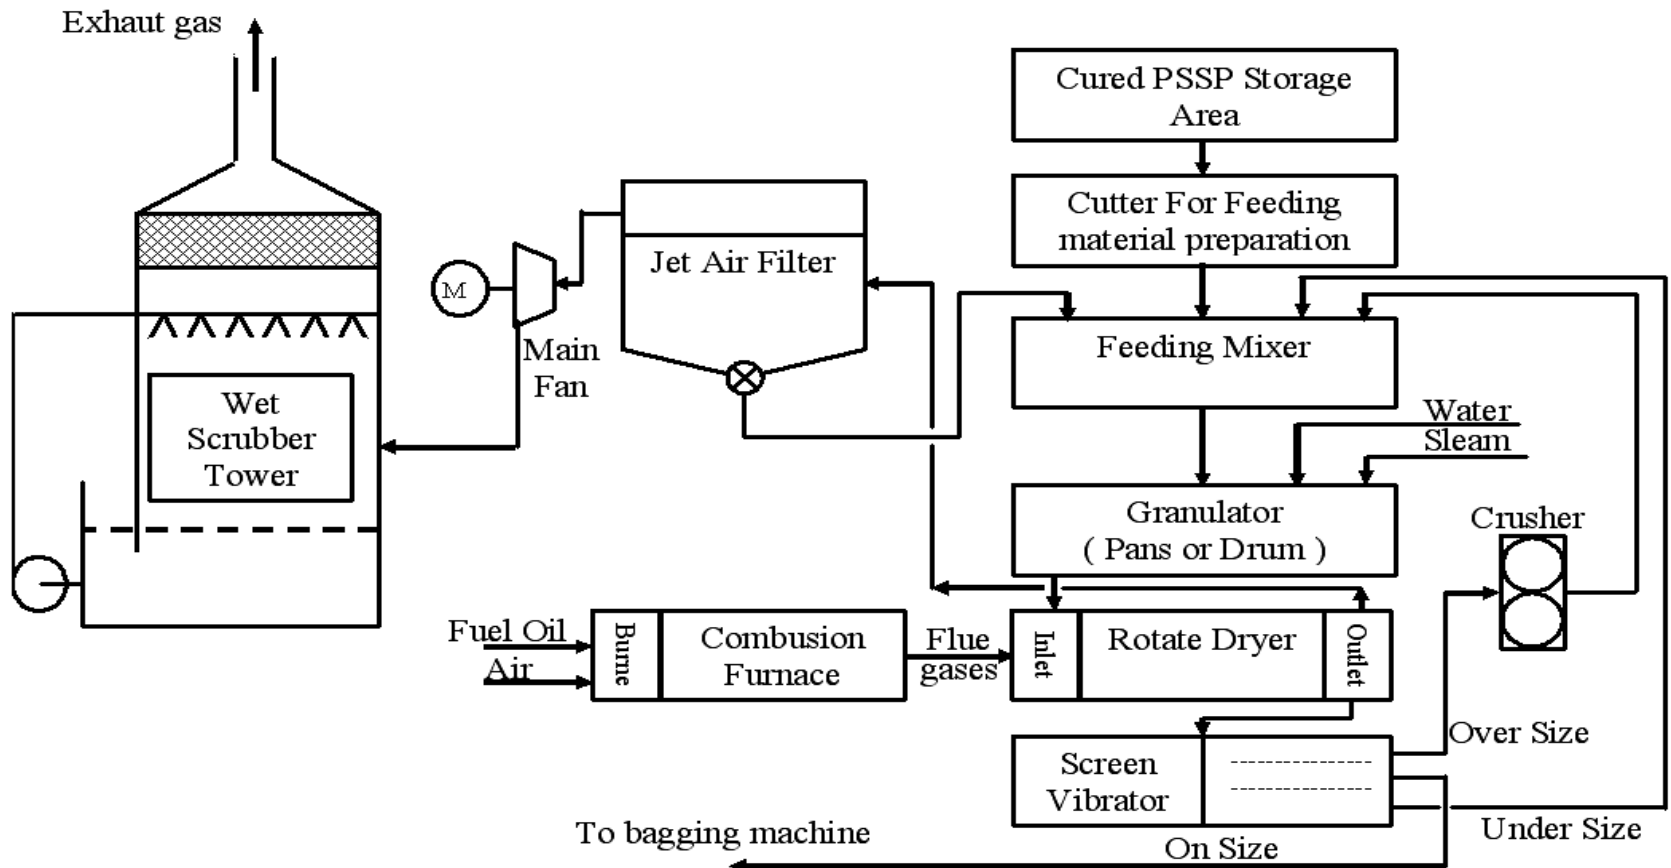 Exhaut gas
Cured PSSP Storage
Area
Cutter For Feeding
material preparation
Jet Air Filter
M
Main
Fan
Feeding Mixer
Wet
Scrubber
Tower
Water
Sleam
Granulator
( Pans or Drum )
Crusher
Fuel Oil
Air
Burne
Combusion
Furnace
Flue
gases
Inlet
Rotate Dryer
Outlet
Over Size
Screen
Vibrator
Under Size
To bagging machine
On Size